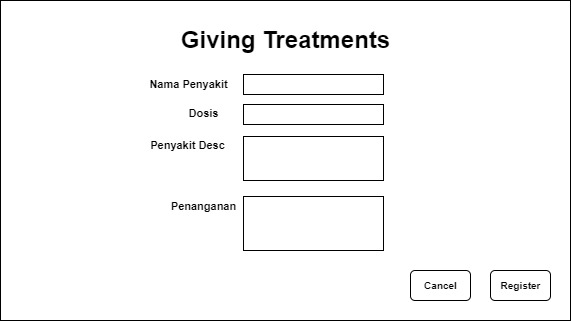 Giving Treatments
Nama Penyakit
Dosis
Penyakit Desc
Penanganan
Cancel
Register